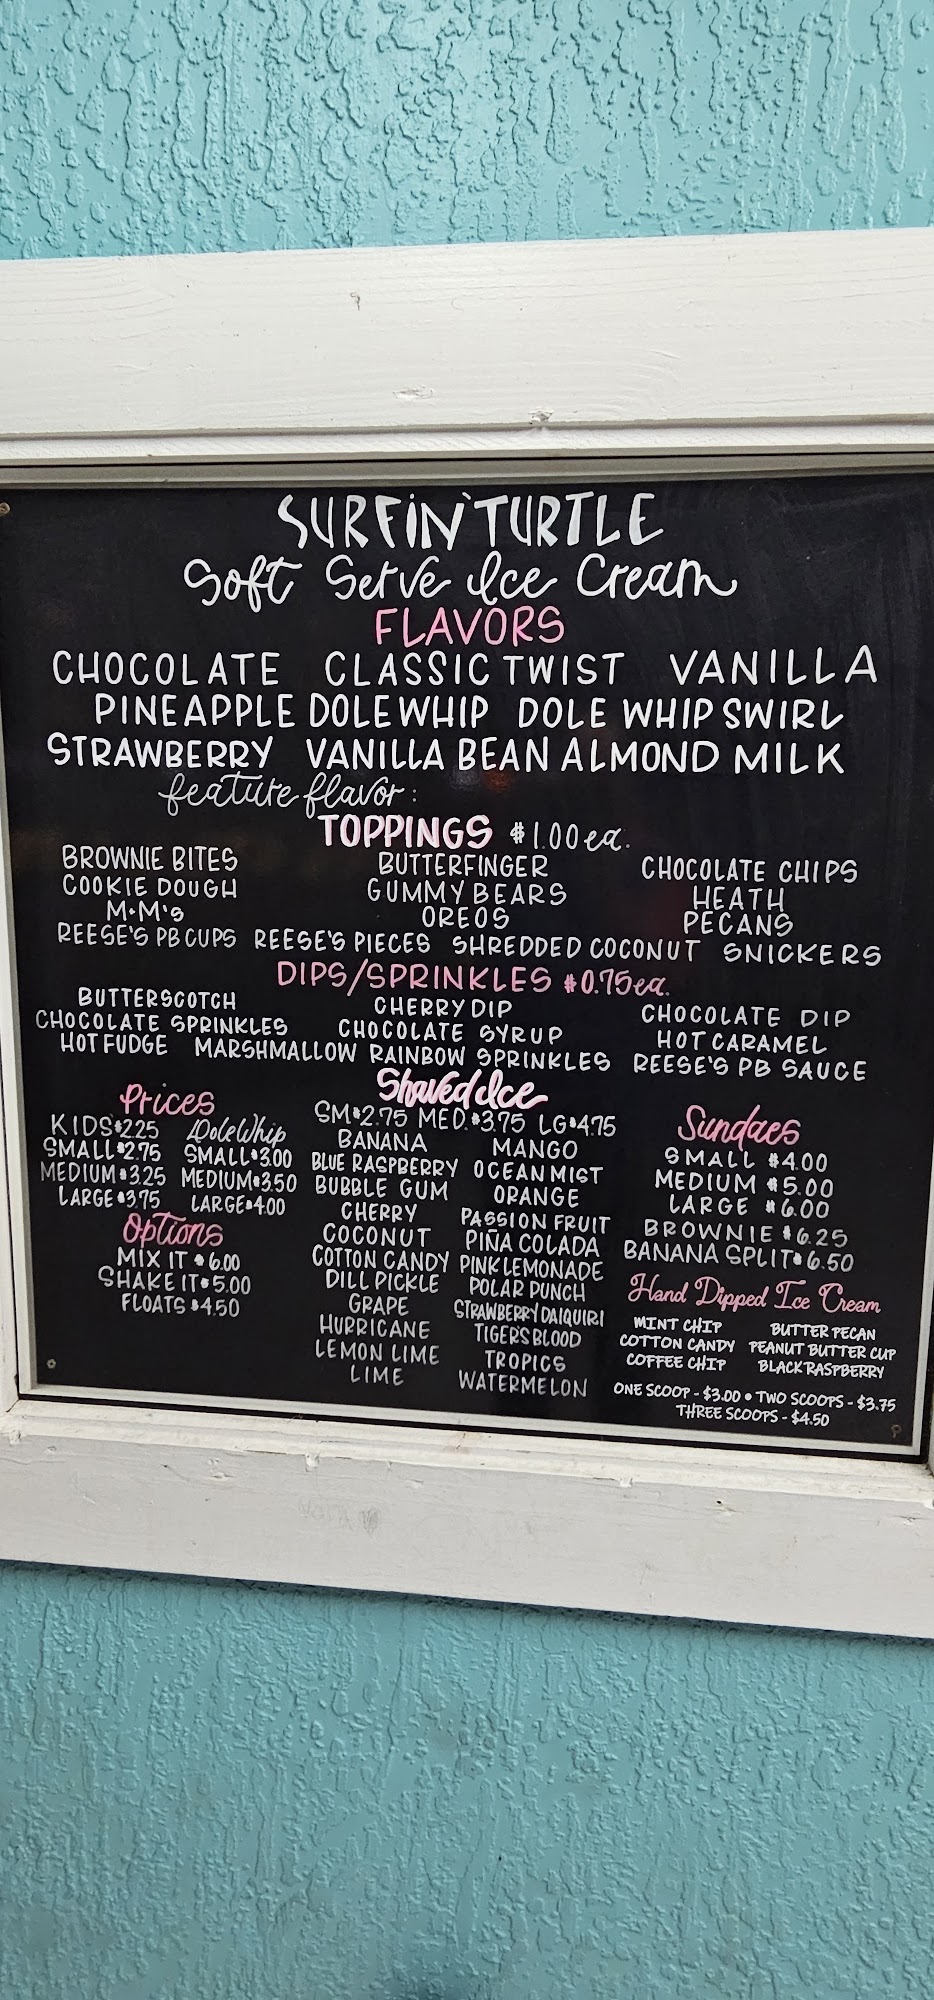 SURFIN' TURTLE
Soft Serve Ice Cream
FLAVORS
CHOCOLATE CLASSIC TWIST VANILLA
PINEAPPLE DOLE WHIP DOLE WHIP SWIRL
STRAWBERRY VANILLA BEAN ALMOND MILK
feature flavor:
TOPPINGS $1.00 ea.
BROWNIE BITES BUTTERFINGER CHOCOLATE CHIPS
COOKIE DOUGH GUMMY BEARS HEATH
M•M's OREOS PECANS
REESE'S PB CUPS REESE'S PIECES SHREDDED COCONUT SNICKERS
DIPS/SPRINKLES $0.75 ea.
BUTTERSCOTCH CHERRY DIP CHOCOLATE DIP
CHOCOLATE SPRINKLES CHOCOLATE SYRUP HOT CARAMEL
HOT FUDGE MARSHMALLOW RAINBOW SPRINKLES REESE'S PB SAUCE
Prices
KIDS $2.25
SMALL $2.75
MEDIUM $3.25
LARGE $3.75
Dole Whip
SMALL $3.00
MEDIUM $3.50
LARGE $4.00
Options
MIX IT $6.00
SHAKE IT $5.00
FLOATS $4.50
Shaved Ice
SM $2.75 MED. $3.75 LG $4.75
BANANA
BLUE RASPBERRY
BUBBLE GUM
CHERRY
COCONUT
COTTON CANDY
DILL PICKLE
GRAPE
HURRICANE
LEMON LIME
LIME
MANGO
OCEAN MIST
ORANGE
PASSION FRUIT
PIÑA COLADA
PINK LEMONADE
POLAR PUNCH
STRAWBERRY DAIQUIRI
TIGERS BLOOD
TROPICS
WATERMELON
Sundaes
SMALL $4.00
MEDIUM $5.00
LARGE $6.00
BROWNIE $6.25
BANANA SPLIT $6.50
Hand Dipped Ice Cream
MINT CHIP BUTTER PECAN
COTTON CANDY PEANUT BUTTER CUP
COFFEE CHIP BLACK RASPBERRY
ONE SCOOP - $3.00 • TWO SCOOPS - $3.75
THREE SCOOPS - $4.50